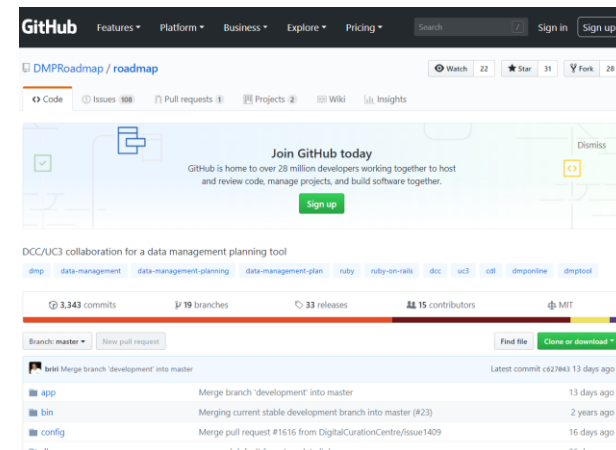 GitHub Features Platform Business Explore Pricing Search / Sign in Sign up
DMPRoadmap / roadmap Watch 22 Star 31 Fork 28
Code Issues 108 Pull requests 1 Projects 2 Wiki Insights
Join GitHub today Dismiss
GitHub is home to over 28 million developers working together to host
and review code, manage projects, and build software together.
Sign up
DCC/UC3 collaboration for a data management planning tool
dmp data-management data-management-planning data-management-plan ruby ruby-on-rails dcc uc3 cdl dmponline dmptool
3,343 commits 19 branches 33 releases 15 contributors MIT
Branch: master New pull request Find file Clone or download
briri Merge branch 'development' into master Latest commit c627843 13 days ago
app Merge branch 'development' into master 13 days ago
bin Merging current stable development branch into master (#23) 2 years ago
config Merge pull request #1616 from DigitalCurationCentre/issue1409 16 days ago